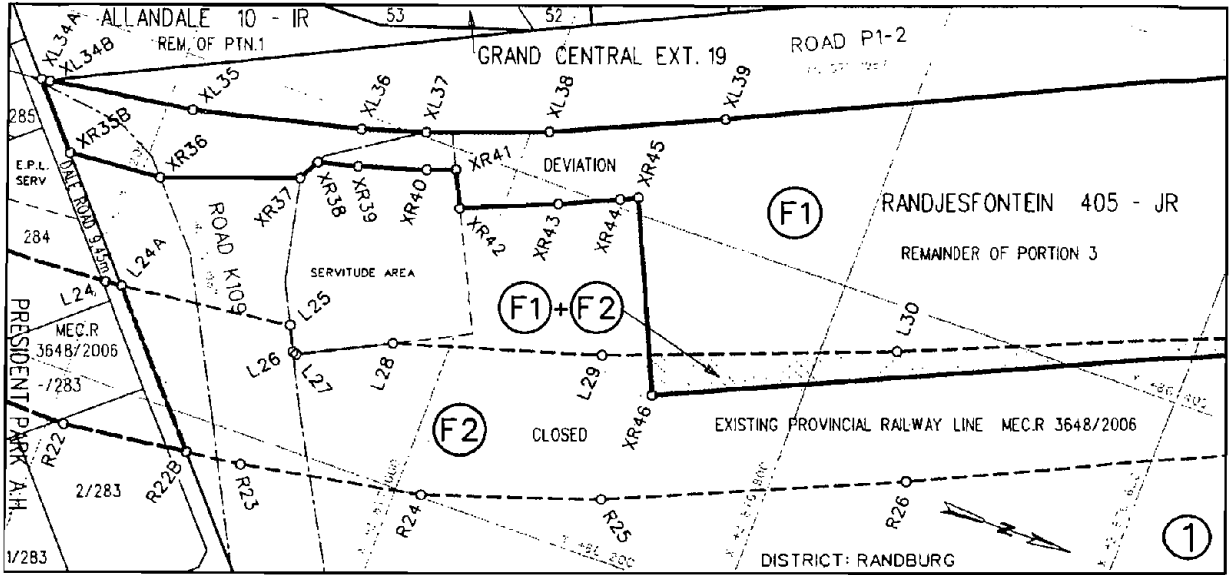 ALLANDALE 10 - IR
REM. OF PTN.1
53
52
GRAND CENTRAL EXT. 19
ROAD P1-2
XL34A
XL34B
XL35
XL36
XL37
XL38
XL39
285
XR35B
XR36
XR37
XR38
XR39
XR40
XR41
DEVIATION
XR42
XR43
XR44
XR45
F1
RANDJESFONTEIN 405 - JR
REMAINDER OF PORTION 3
E.P.L.
SERV
DALE ROAD 9.45m
284
ROAD K109
SERVITUDE AREA
L24
L24A
L25
L26
L27
L28
L29
L30
F1 + F2
PRESIDENT PARK A.H.
MEC.R
3648/2006
-/283
XR46
EXISTING PROVINCIAL RAILWAY LINE MEC.R 3648/2006
F2
CLOSED
R22
R22B
R23
R24
R25
R26
2/283
1/283
N
DISTRICT: RANDBURG
1